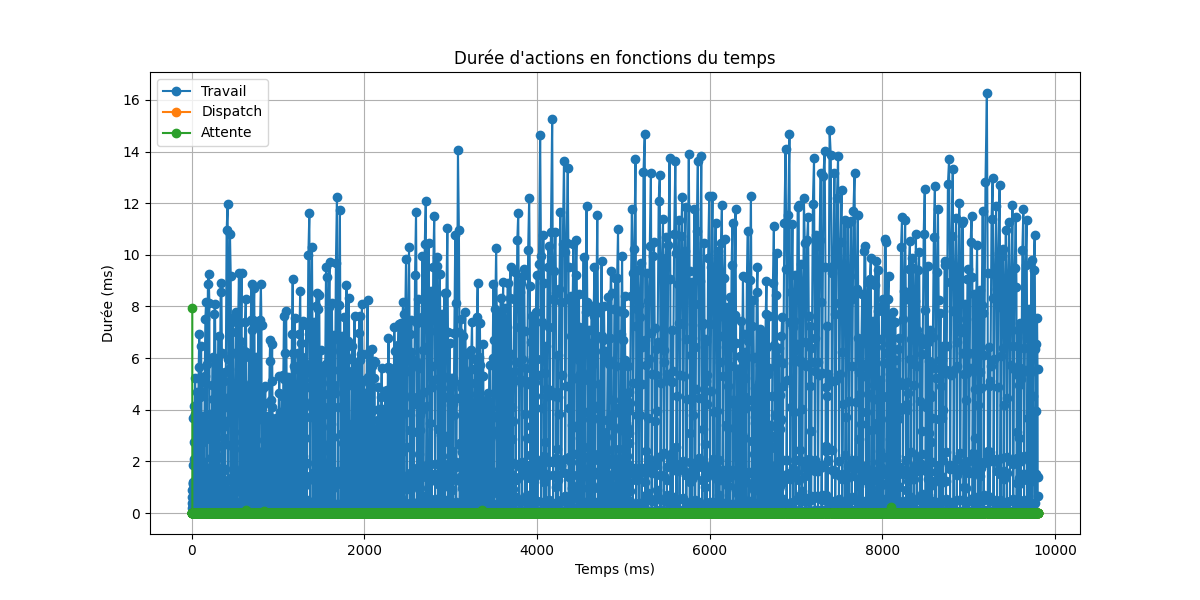 Durée d'actions en fonctions du temps
Travail
Dispatch
Attente
Durée (ms)
16
14
12
10
8
6
4
2
0
0 2000 4000 6000 8000 10000
Temps (ms)